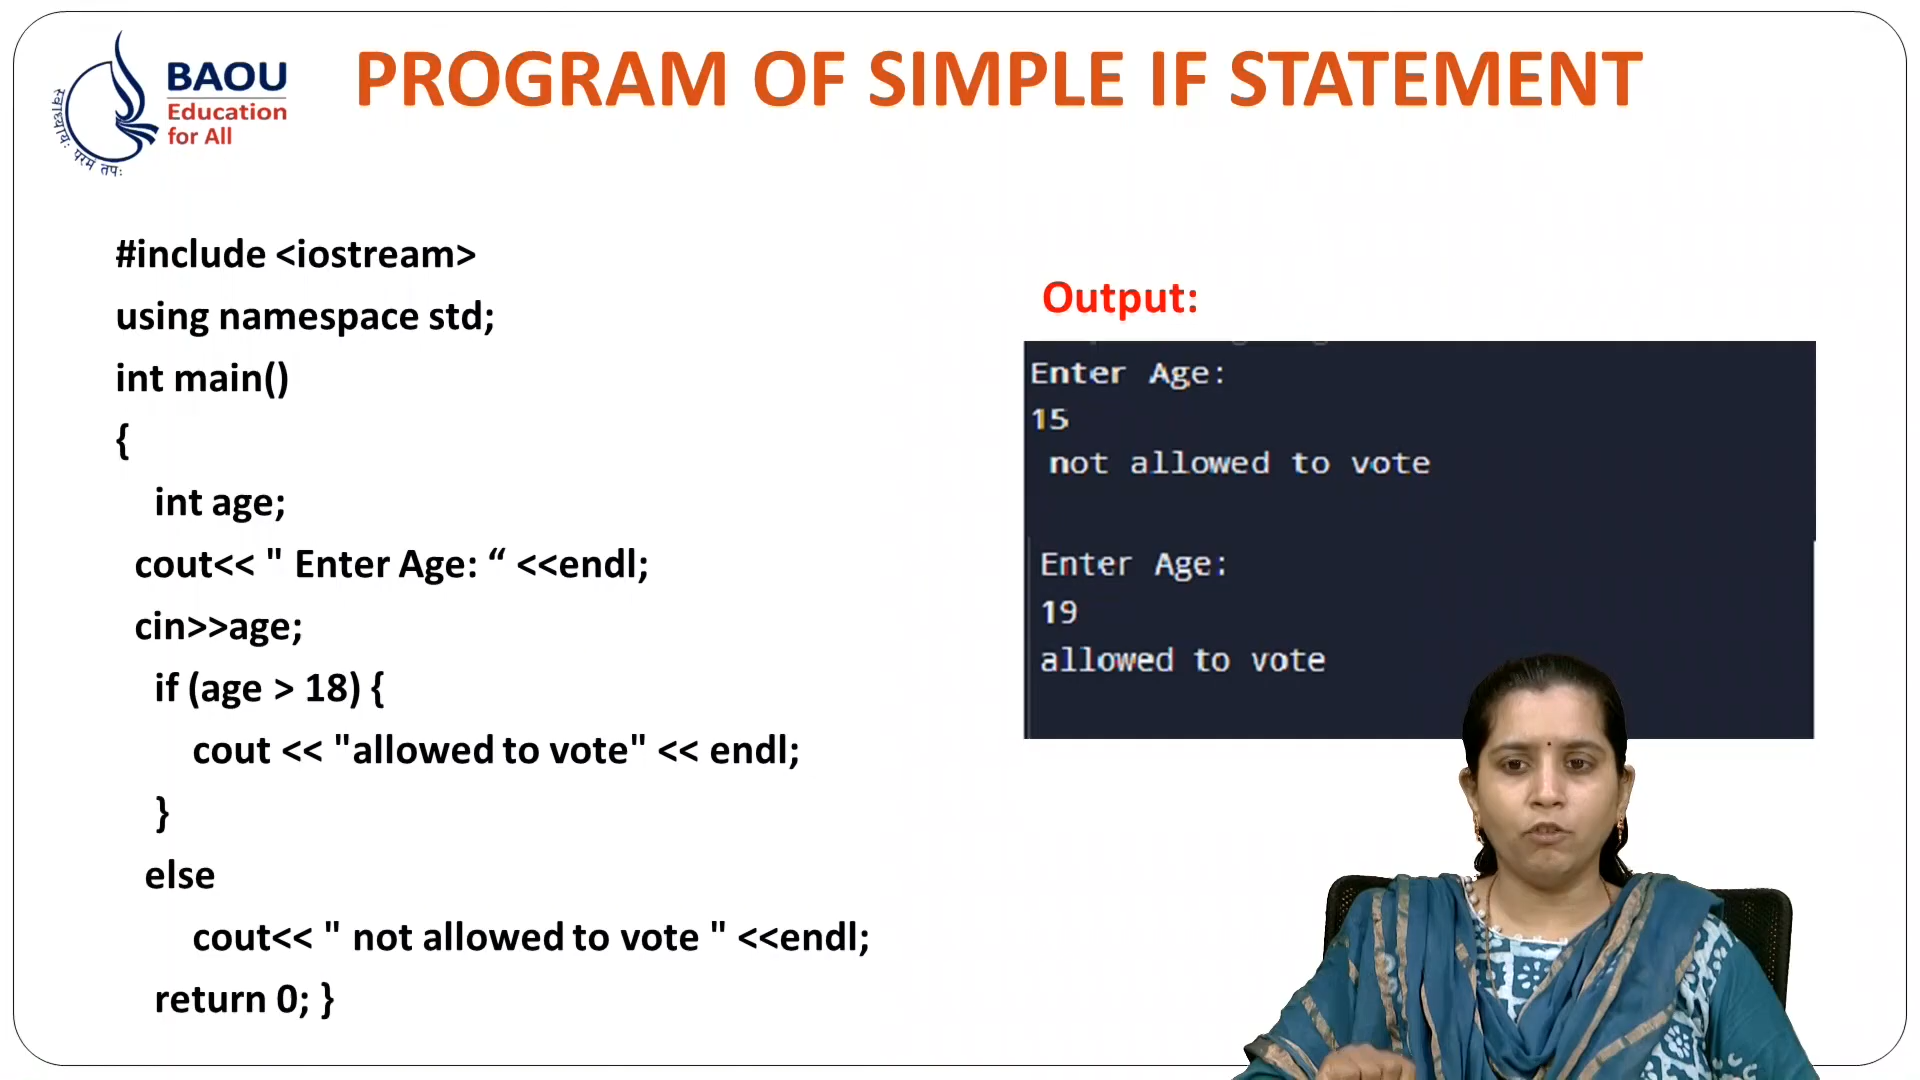 BAOU
Education
for All
स्वाध्यायः परमं तपः
PROGRAM OF SIMPLE IF STATEMENT
#include <iostream>
using namespace std;
int main()
{
int age;
cout<< " Enter Age: “ <<endl;
cin>>age;
if (age > 18) {
cout << "allowed to vote" << endl;
}
else
cout<< " not allowed to vote " <<endl;
return 0; }
Output:
Enter Age:
15
not allowed to vote
Enter Age:
19
allowed to vote